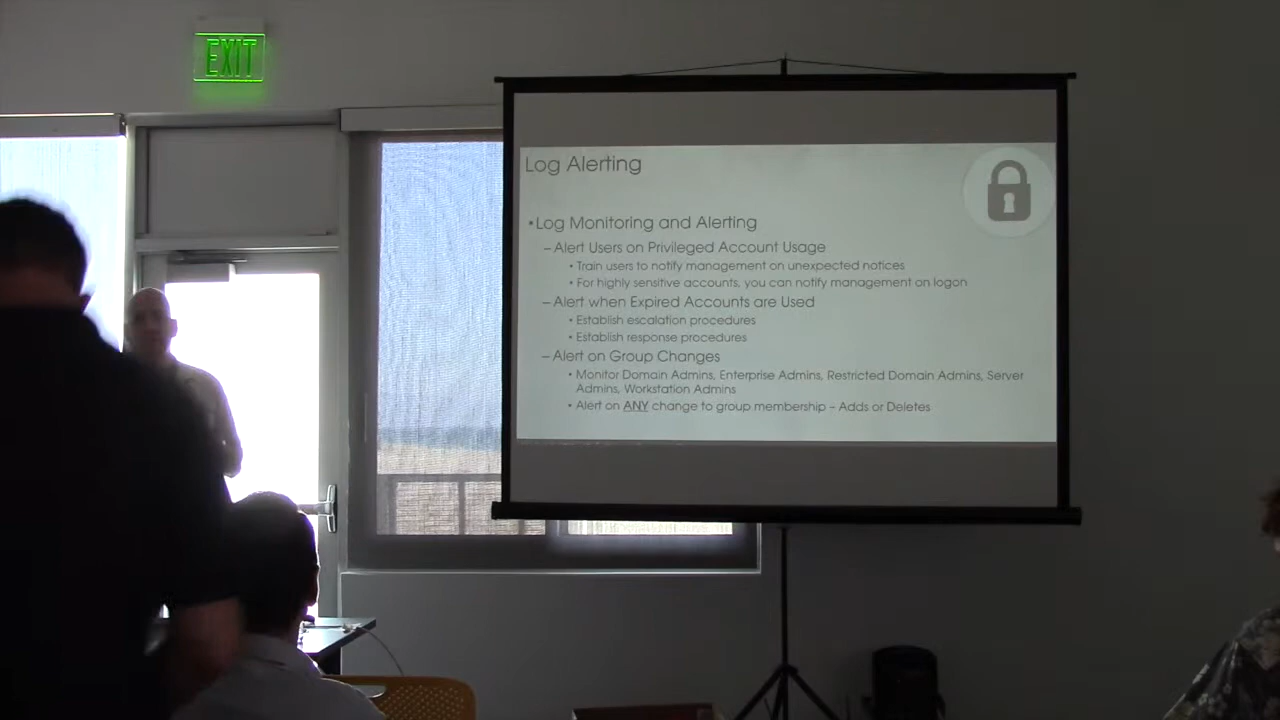 EXIT
Log Alerting
•Log Monitoring and Alerting
– Alert Users on Privileged Account Usage
• Train users to notify management on unexpected notices
• For highly sensitive accounts, you can notify management on logon
– Alert when Expired Accounts are Used
• Establish escalation procedures
• Establish response procedures
– Alert on Group Changes
• Monitor Domain Admins, Enterprise Admins, Restricted Domain Admins, Server
Admins, Workstation Admins
• Alert on ANY change to group membership – Adds or Deletes